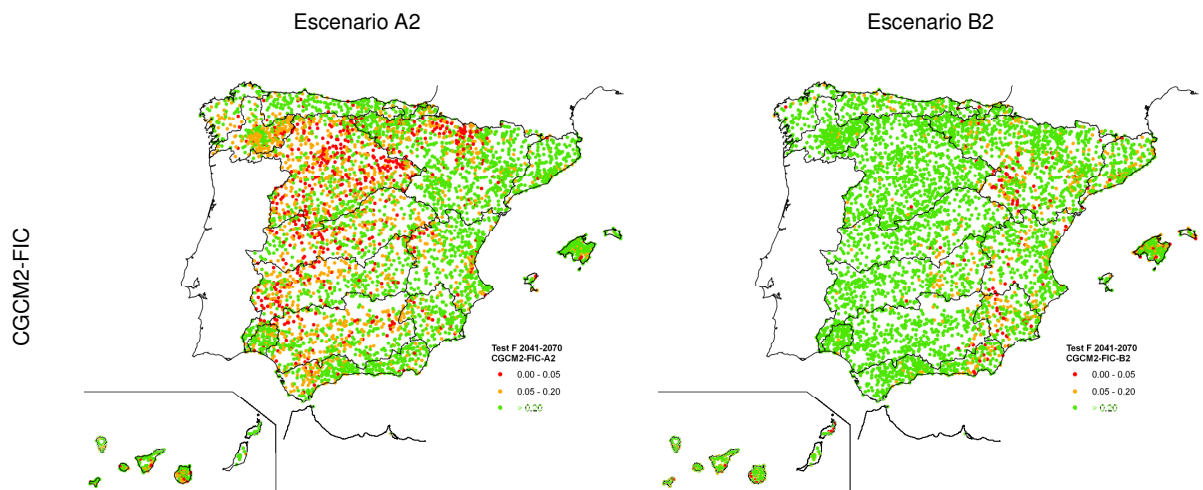 Escenario A2
Escenario B2
CGCM2-FIC
Test F 2041-2070
CGCM2-FIC-A2
0.00 - 0.05
0.05 - 0.20
> 0.20
Test F 2041-2070
CGCM2-FIC-B2
0.00 - 0.05
0.05 - 0.20
> 0.20